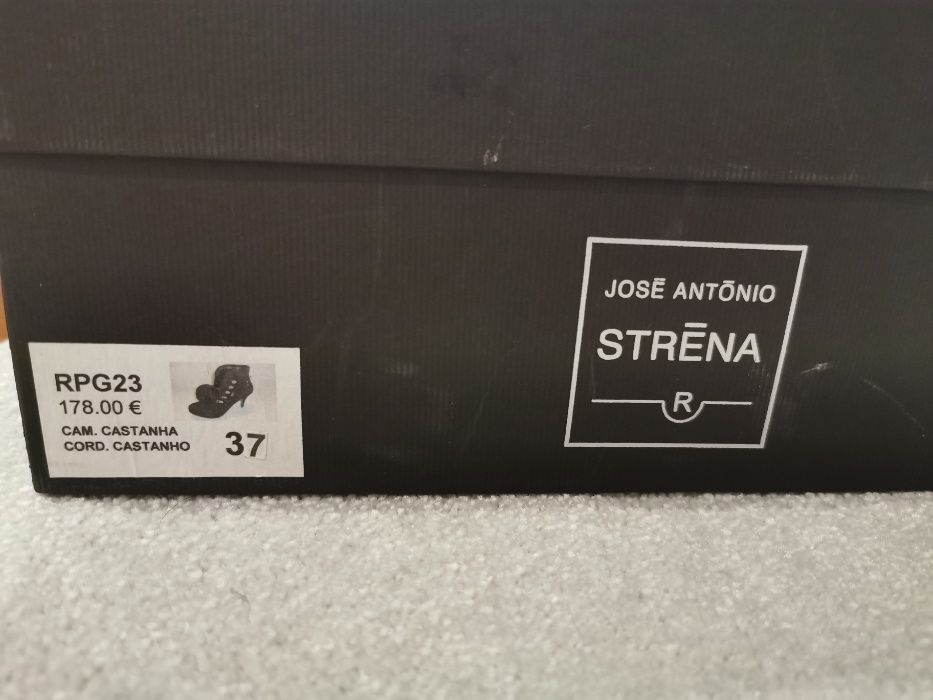 RPG23
178.00 €
CAM. CASTANHA
CORD. CASTANHO
37
JOSĒ ANTŌNIO
STRĒNA
R